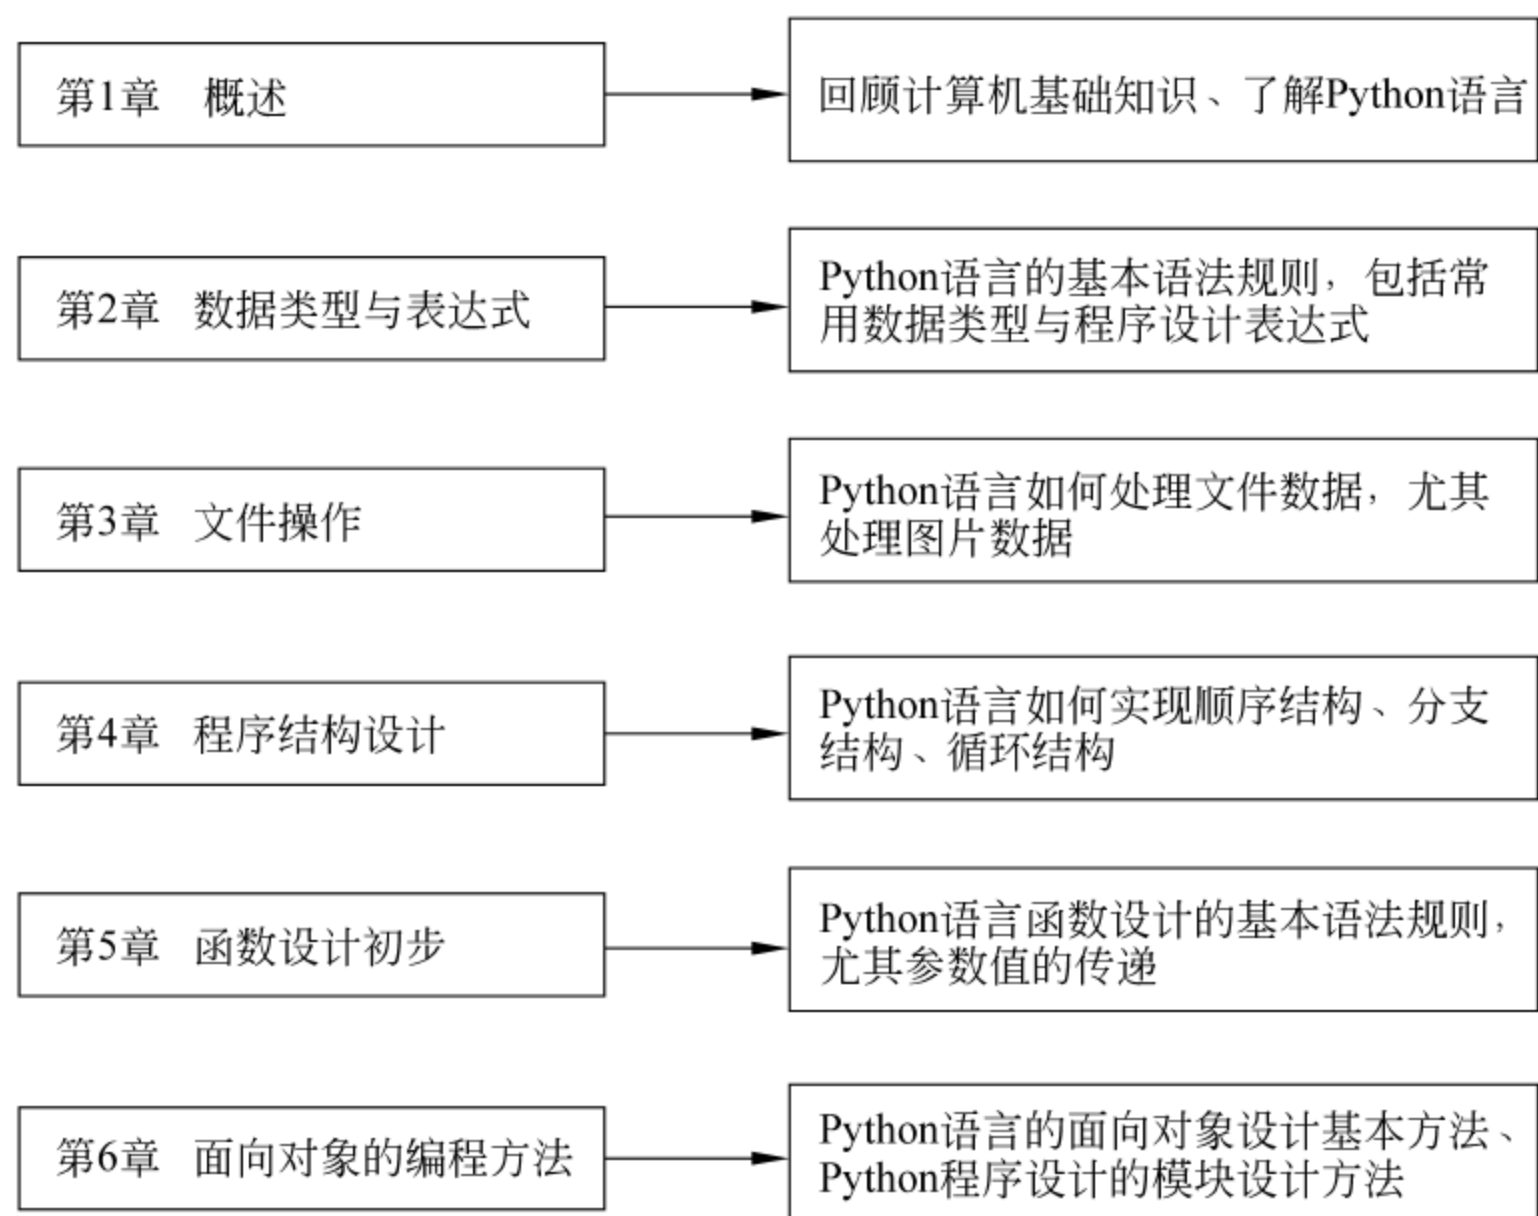 第1章 概述
回顾计算机基础知识、了解Python语言
第2章 数据类型与表达式
Python语言的基本语法规则，包括常
用数据类型与程序设计表达式
第3章 文件操作
Python语言如何处理文件数据，尤其
处理图片数据
第4章 程序结构设计
Python语言如何实现顺序结构、分支
结构、循环结构
第5章 函数设计初步
Python语言函数设计的基本语法规则，
尤其参数值的传递
第6章 面向对象的编程方法
Python语言的面向对象设计基本方法、
Python程序设计的模块设计方法